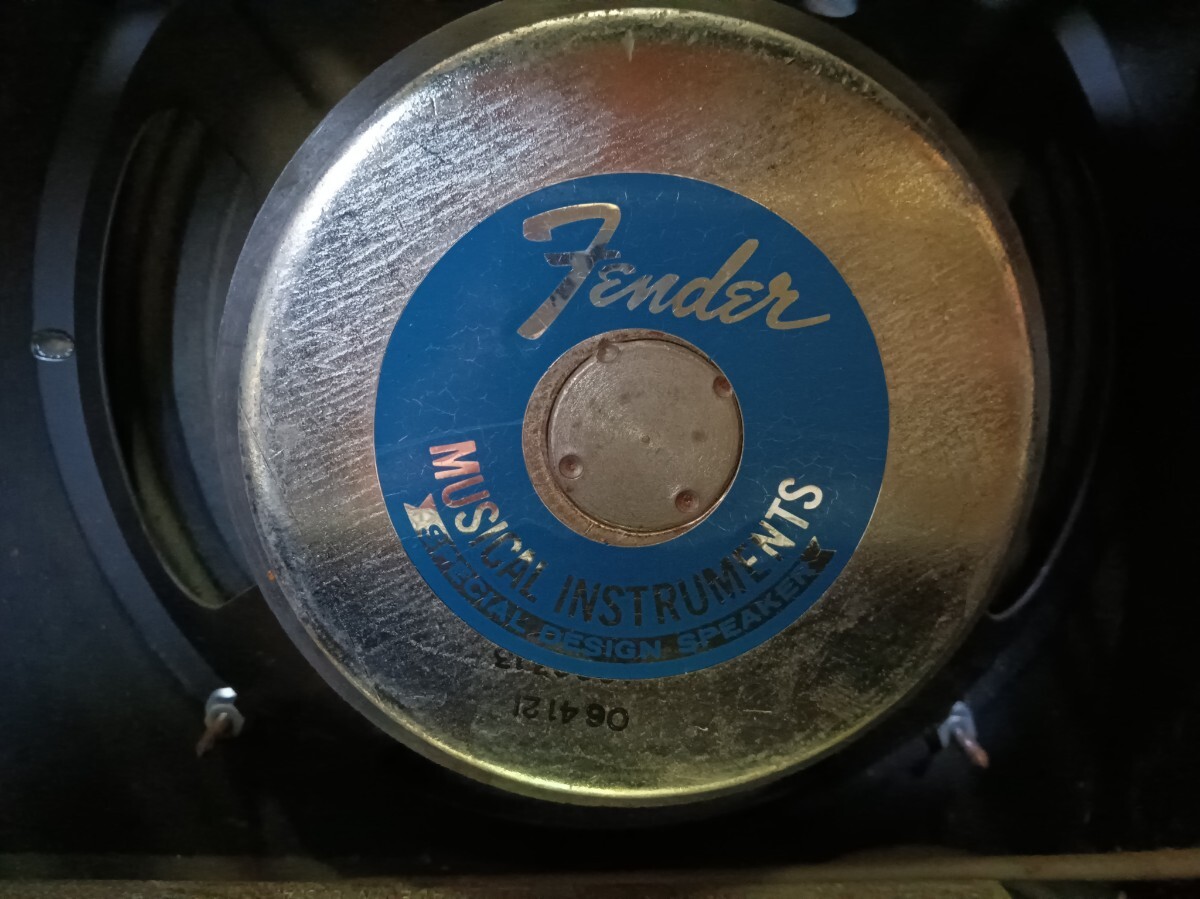 Fender
MUSICAL INSTRUMENTS
SPECIAL DESIGN SPEAKER
064121